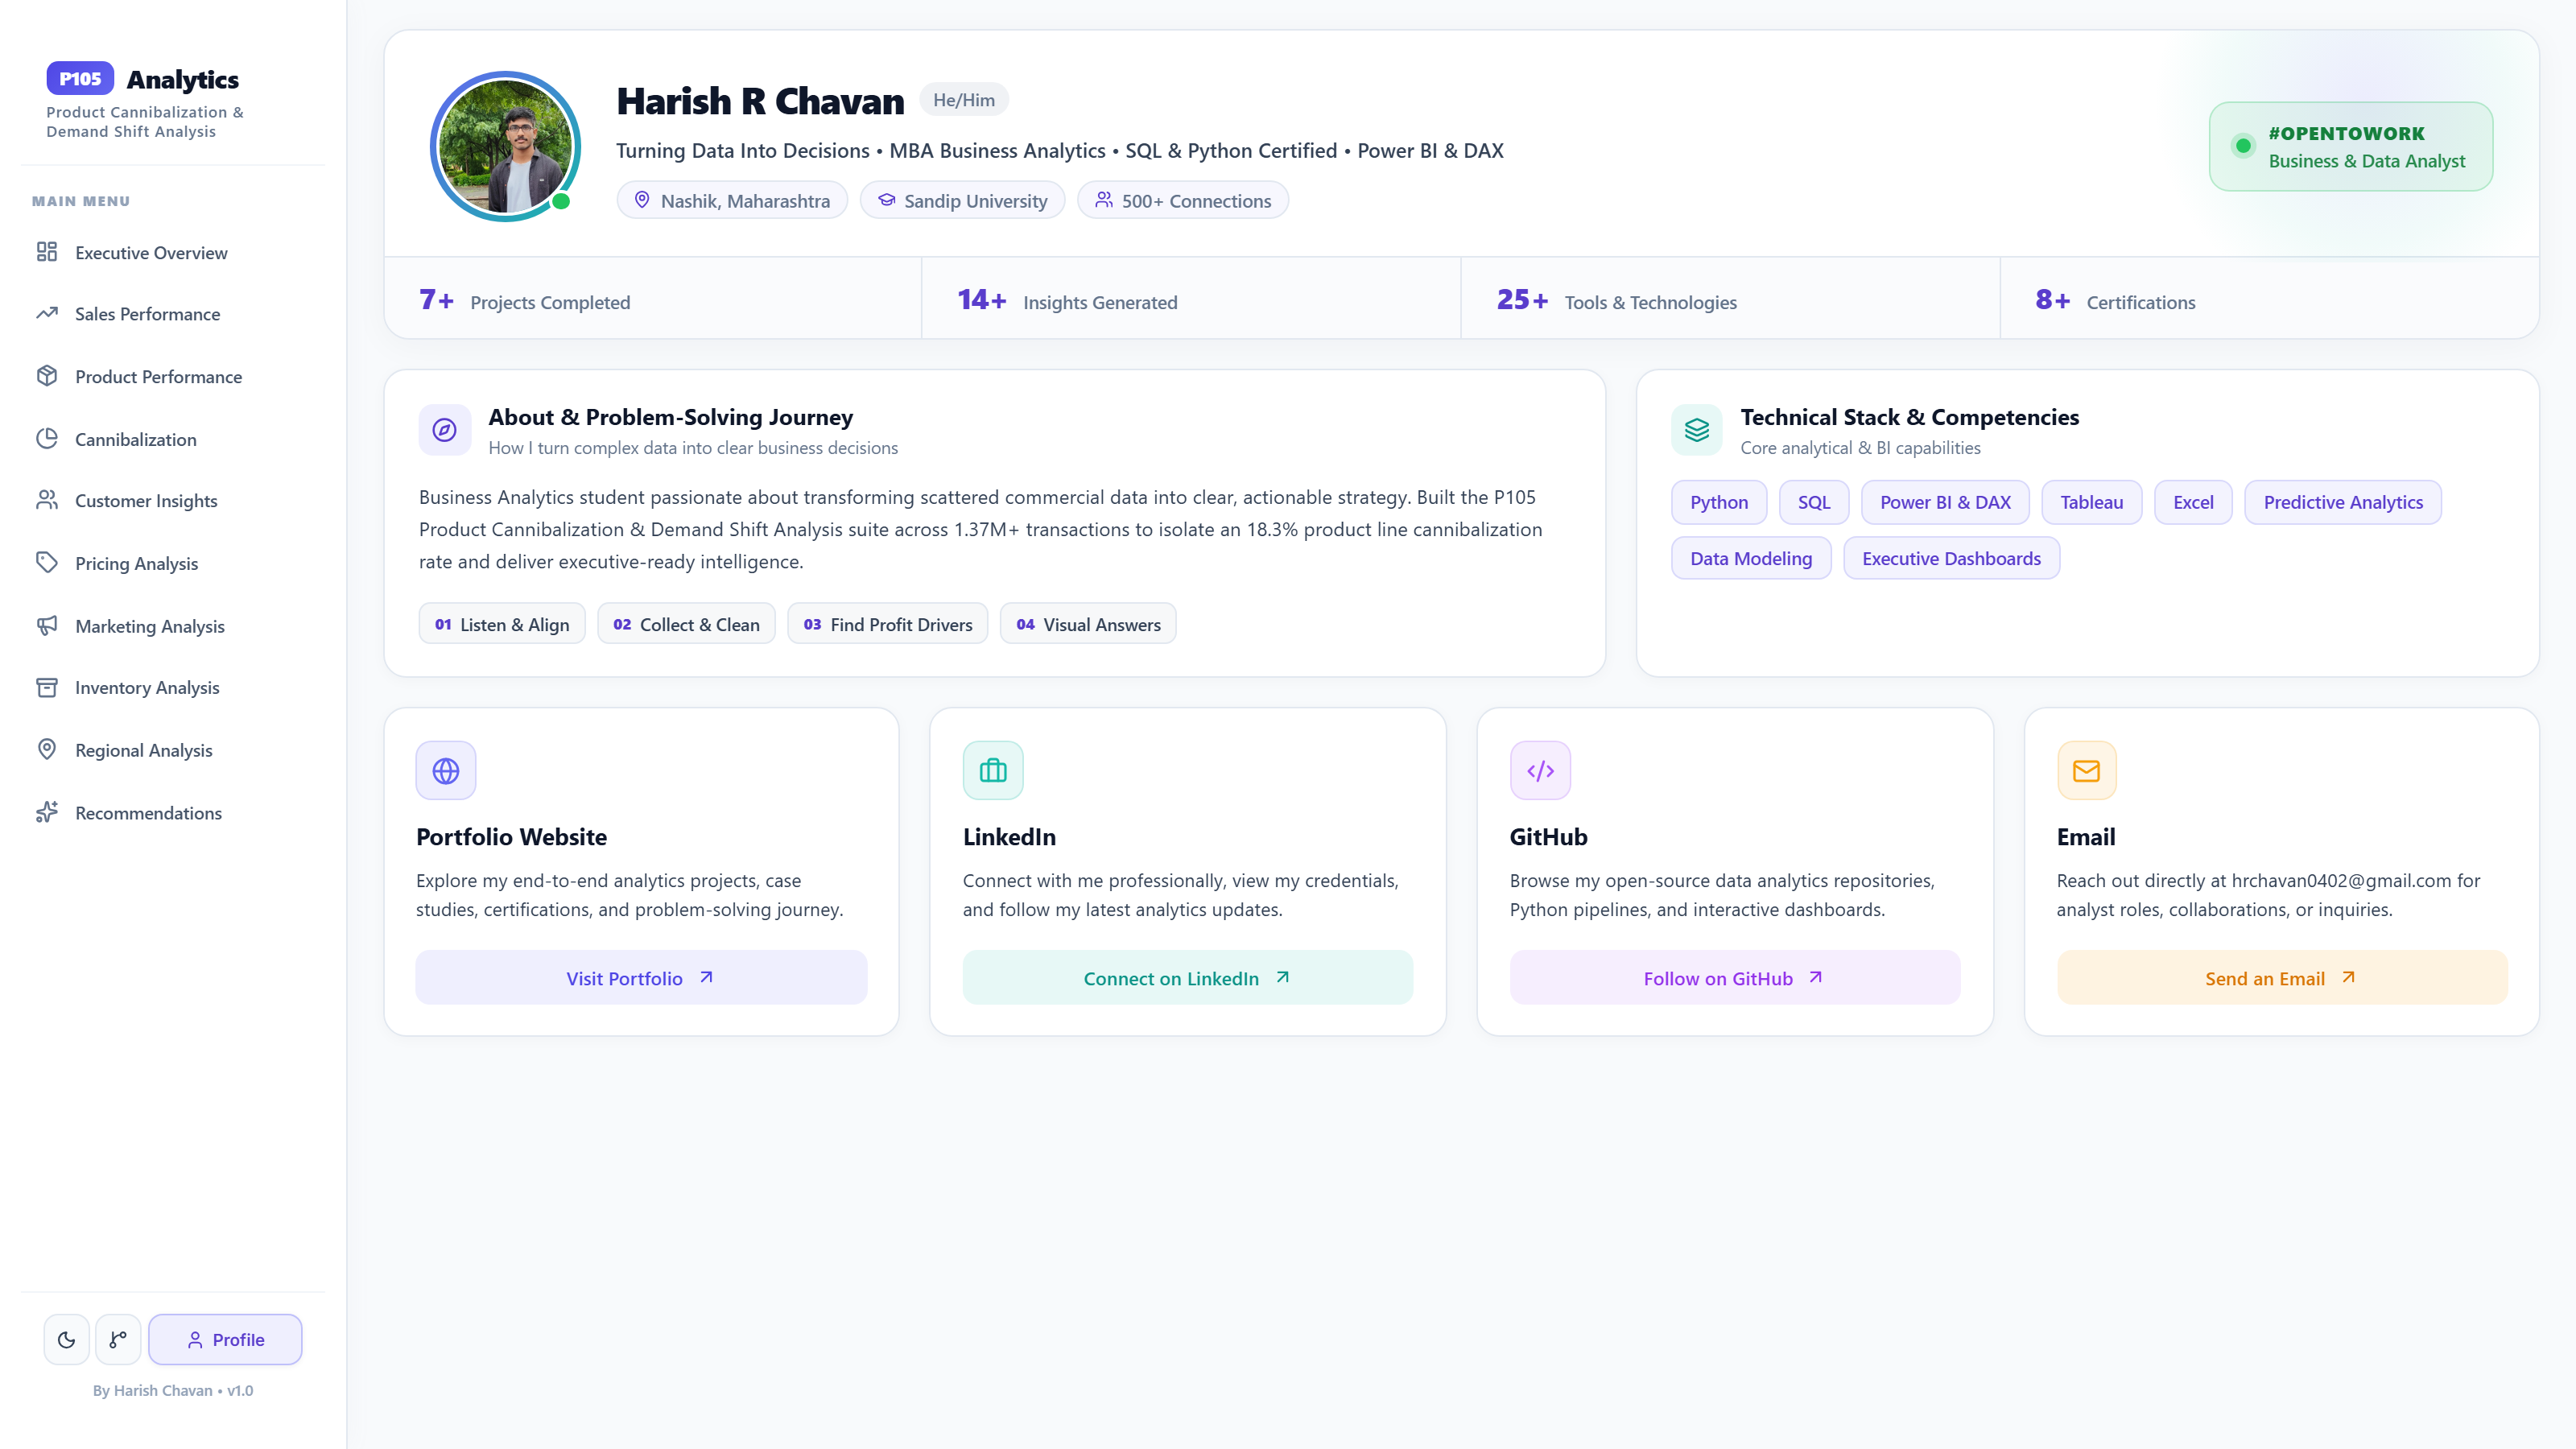 P105 Analytics
Product Cannibalization &
Demand Shift Analysis
MAIN MENU
Executive Overview
Sales Performance
Product Performance
Cannibalization
Customer Insights
Pricing Analysis
Marketing Analysis
Inventory Analysis
Regional Analysis
Recommendations
Profile
By Harish Chavan • v1.0
Harish R Chavan He/Him
Turning Data Into Decisions • MBA Business Analytics • SQL & Python Certified • Power BI & DAX
Nashik, Maharashtra Sandip University 500+ Connections
#OPENTOWORK
Business & Data Analyst
7+ Projects Completed 14+ Insights Generated 25+ Tools & Technologies 8+ Certifications
About & Problem-Solving Journey
How I turn complex data into clear business decisions
Business Analytics student passionate about transforming scattered commercial data into clear, actionable strategy. Built the P105
Product Cannibalization & Demand Shift Analysis suite across 1.37M+ transactions to isolate an 18.3% product line cannibalization
rate and deliver executive-ready intelligence.
01 Listen & Align 02 Collect & Clean 03 Find Profit Drivers 04 Visual Answers
Technical Stack & Competencies
Core analytical & BI capabilities
Python SQL Power BI & DAX Tableau Excel Predictive Analytics
Data Modeling Executive Dashboards
Portfolio Website
Explore my end-to-end analytics projects, case
studies, certifications, and problem-solving journey.
Visit Portfolio
LinkedIn
Connect with me professionally, view my credentials,
and follow my latest analytics updates.
Connect on LinkedIn
GitHub
Browse my open-source data analytics repositories,
Python pipelines, and interactive dashboards.
Follow on GitHub
Email
Reach out directly at hrchavan0402@gmail.com for
analyst roles, collaborations, or inquiries.
Send an Email